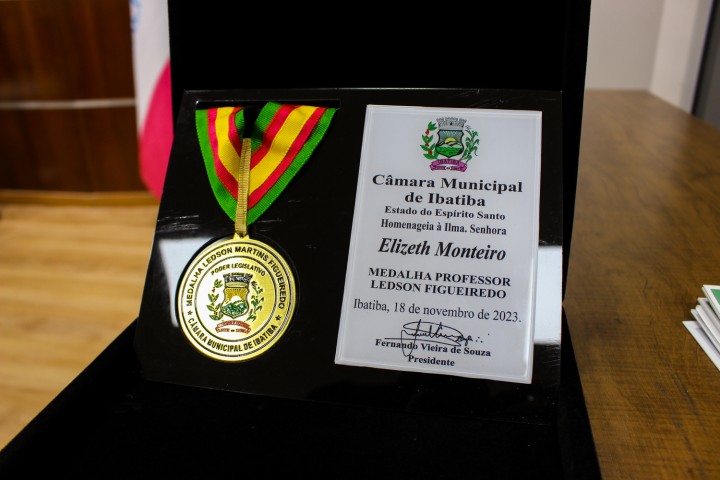 MEDALHA LEDSON MARTINS FIGUEIREDO
PODER LEGISLATIVO
CÂMARA MUNICIPAL DE IBATIBA
IBATIBA
Câmara Municipal
de Ibatiba
Estado do Espírito Santo
Homenageia à Ilma. Senhora
Elizeth Monteiro
MEDALHA PROFESSOR
LEDSON FIGUEIREDO
Ibatiba, 18 de novembro de 2023.
Fernando Vieira de Souza
Presidente